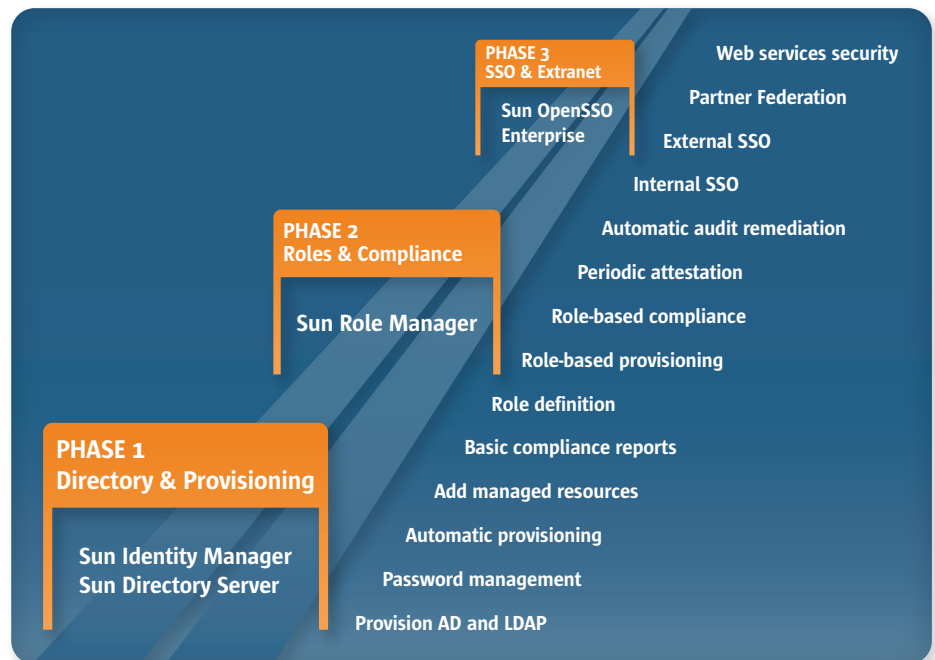 PHASE 3
SSO & Extranet
Sun OpenSSO
Enterprise
PHASE 2
Roles & Compliance
Sun Role Manager
PHASE 1
Directory & Provisioning
Sun Identity Manager
Sun Directory Server
Web services security
Partner Federation
External SSO
Internal SSO
Automatic audit remediation
Periodic attestation
Role-based compliance
Role-based provisioning
Role definition
Basic compliance reports
Add managed resources
Automatic provisioning
Password management
Provision AD and LDAP